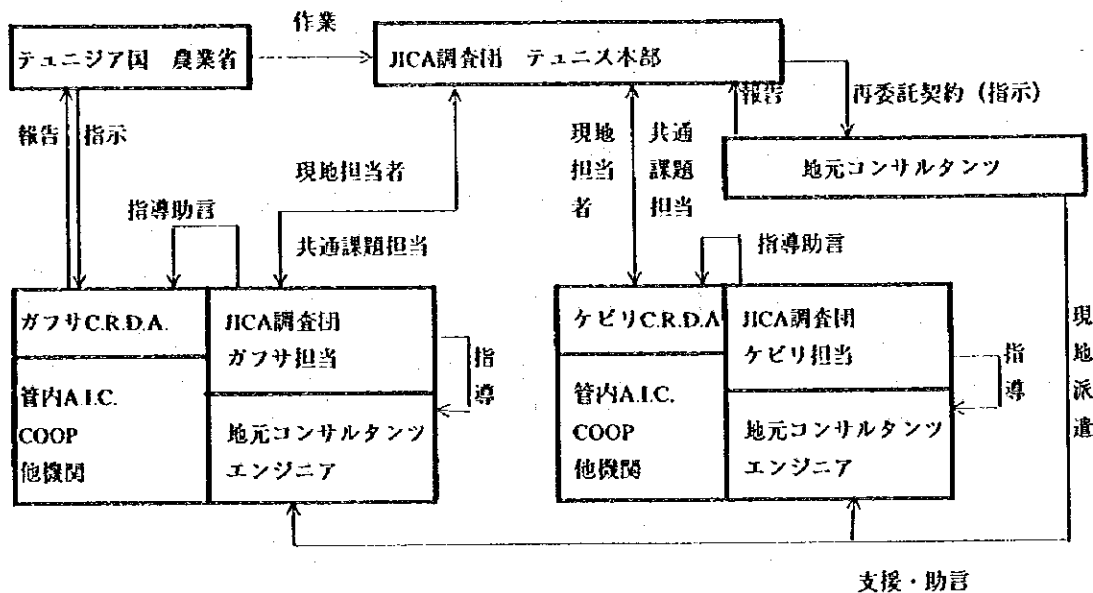 作業
テュニジア国 農業省
JICA調査団 テュニス本部
報告
指示
報告
再委託契約（指示）
現地担当者
共通課題担当
現地担当者
共通課題担当
地元コンサルタンツ
指導助言
指導助言
ガフサC.R.D.A.
JICA調査団
ガフサ担当
指導
管内A.I.C.
COOP
他機関
地元コンサルタンツ
エンジニア
ケビリC.R.D.A
JICA調査団
ケビリ担当
指導
管内A.I.C.
COOP
他機関
地元コンサルタンツ
エンジニア
現地派遣
支援・助言